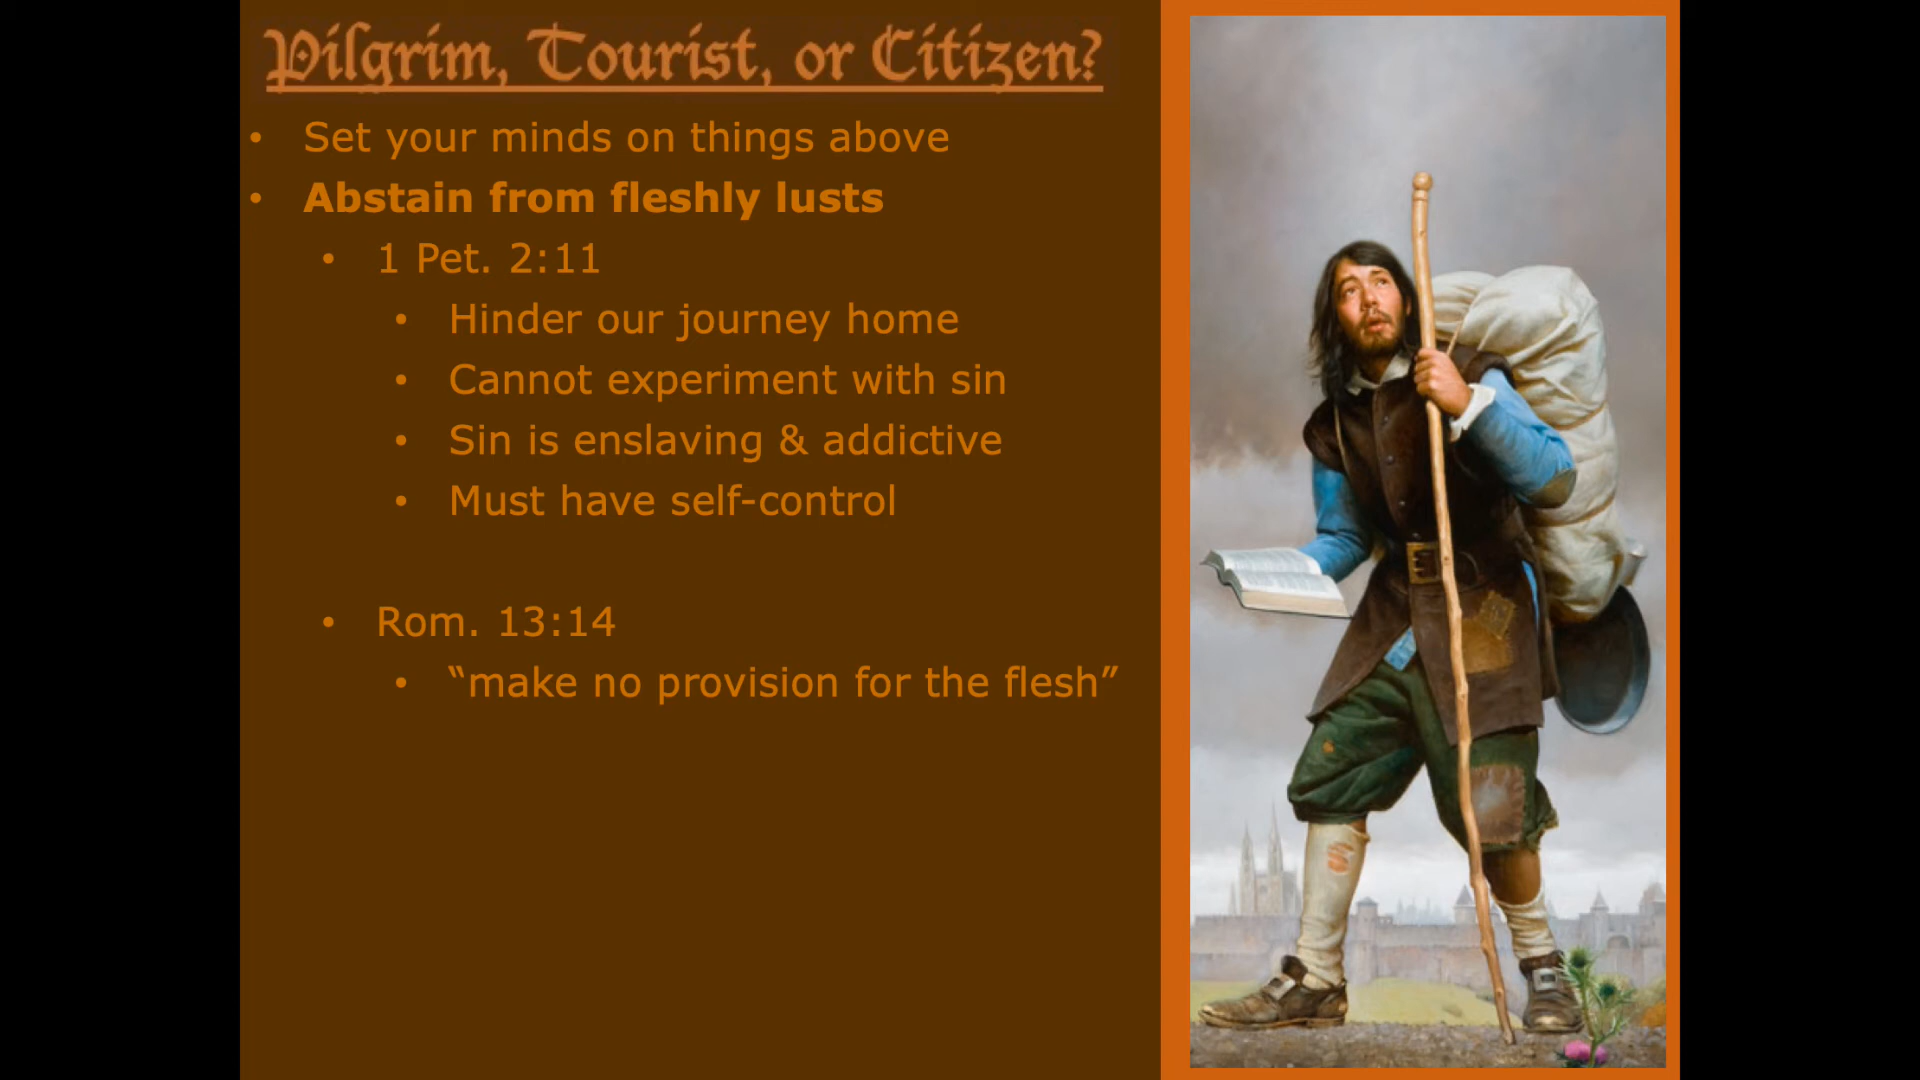 Pilgrim, Tourist, or Citizen?
• Set your minds on things above
• Abstain from fleshly lusts
• 1 Pet. 2:11
• Hinder our journey home
• Cannot experiment with sin
• Sin is enslaving & addictive
• Must have self-control
• Rom. 13:14
• “make no provision for the flesh”